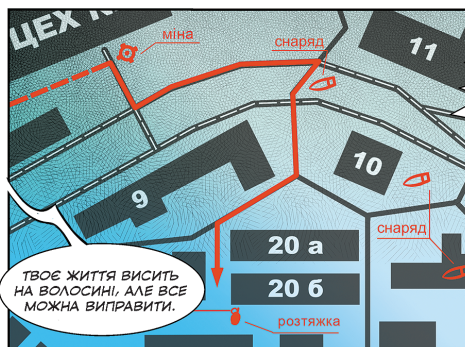 ЦЕХ
міна
снаряд
11
10
9
снаряд
20 а
20 б
розтяжка
ТВОЄ ЖИТТЯ ВИСИТЬ
НА ВОЛОСИНІ, АЛЕ ВСЕ
МОЖНА ВИПРАВИТИ.